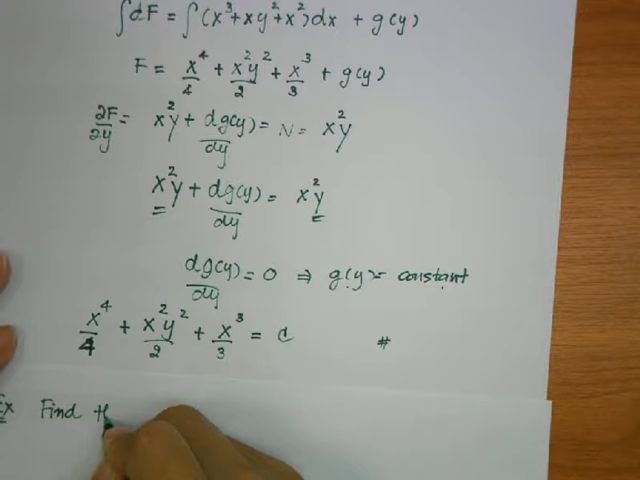 ∫dF = ∫(x³+xy²+x²)dx + g(y)
F = x⁴/4 + x²y²/2 + x³/3 + g(y)
∂F/∂y = x²y + dg(y)/dy = N = x²y
x²y + dg(y)/dy = x²y
dg(y)/dy = 0 ⇒ g(y) = constant
x⁴/4 + x²y²/2 + x³/3 = C #
Ex Find